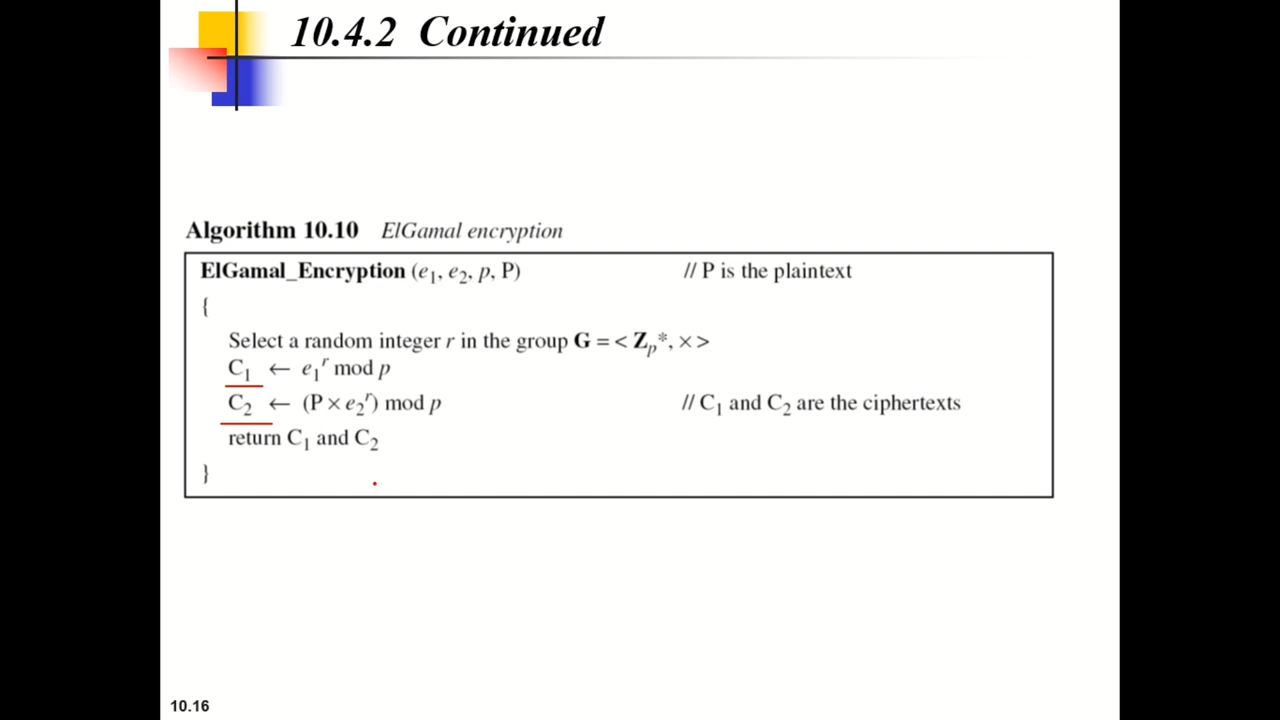 10.4.2 Continued
Algorithm 10.10 ElGamal encryption
ElGamal_Encryption (e₁, e₂, p, P) // P is the plaintext
{
Select a random integer r in the group G = < Zₚ*, × >
C₁ ← e₁ʳ mod p
C₂ ← (P × e₂ʳ) mod p // C₁ and C₂ are the ciphertexts
return C₁ and C₂
}
10.16